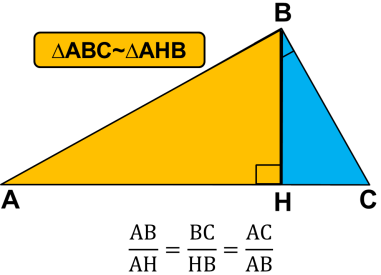 B
∆ABC~∆AHB
A H C
AB/AH = BC/HB = AC/AB